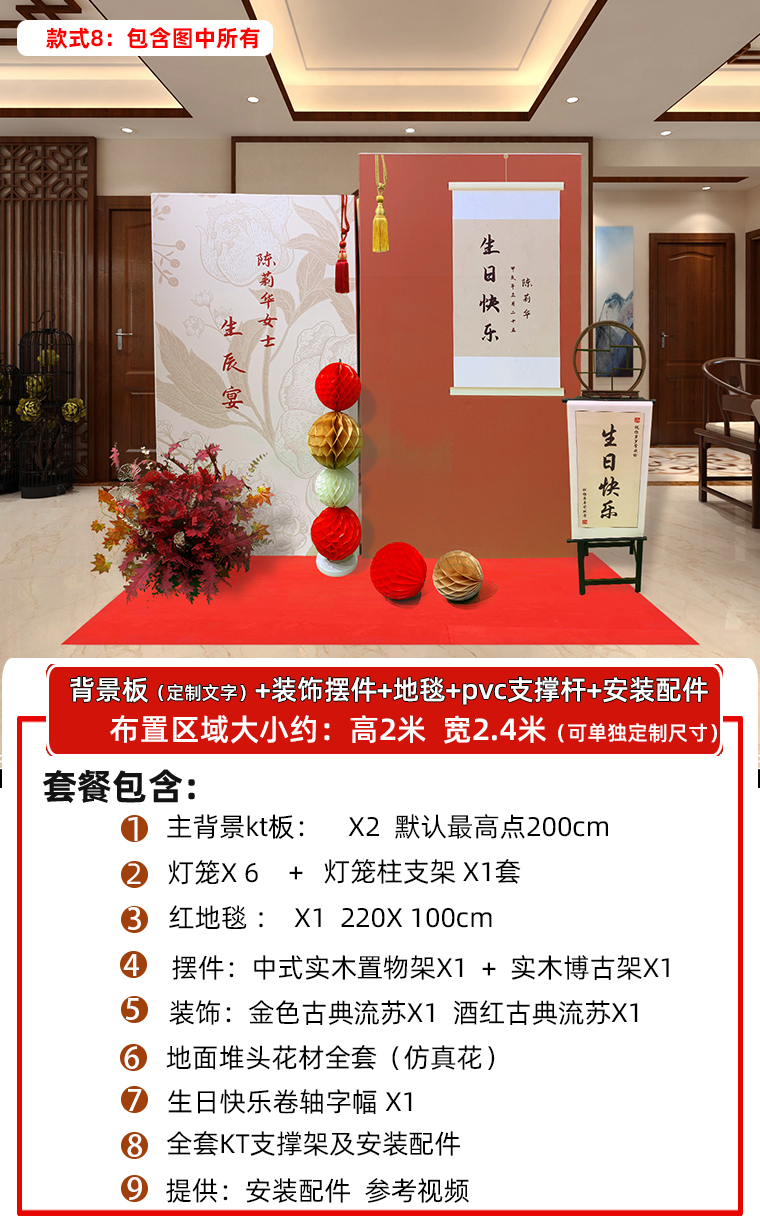 款式8：包含图中所有
陈莉华女士
生辰宴
生日快乐
陈莉华
甲辰年三月二十五
生日快乐
背景板（定制文字）+装饰摆件+地毯+pvc支撑杆+安装配件
布置区域大小约：高2米 宽2.4米（可单独定制尺寸）
套餐包含：
1 主背景kt板： X2 默认最高点200cm
2 灯笼X 6 + 灯笼柱支架 X1套
3 红地毯 ： X1 220X 100cm
4 摆件：中式实木置物架X1 + 实木博古架X1
5 装饰：金色古典流苏X1 酒红古典流苏X1
6 地面堆头花材全套（仿真花）
7 生日快乐卷轴字幅 X1
8 全套KT支撑架及安装配件
9 提供：安装配件 参考视频